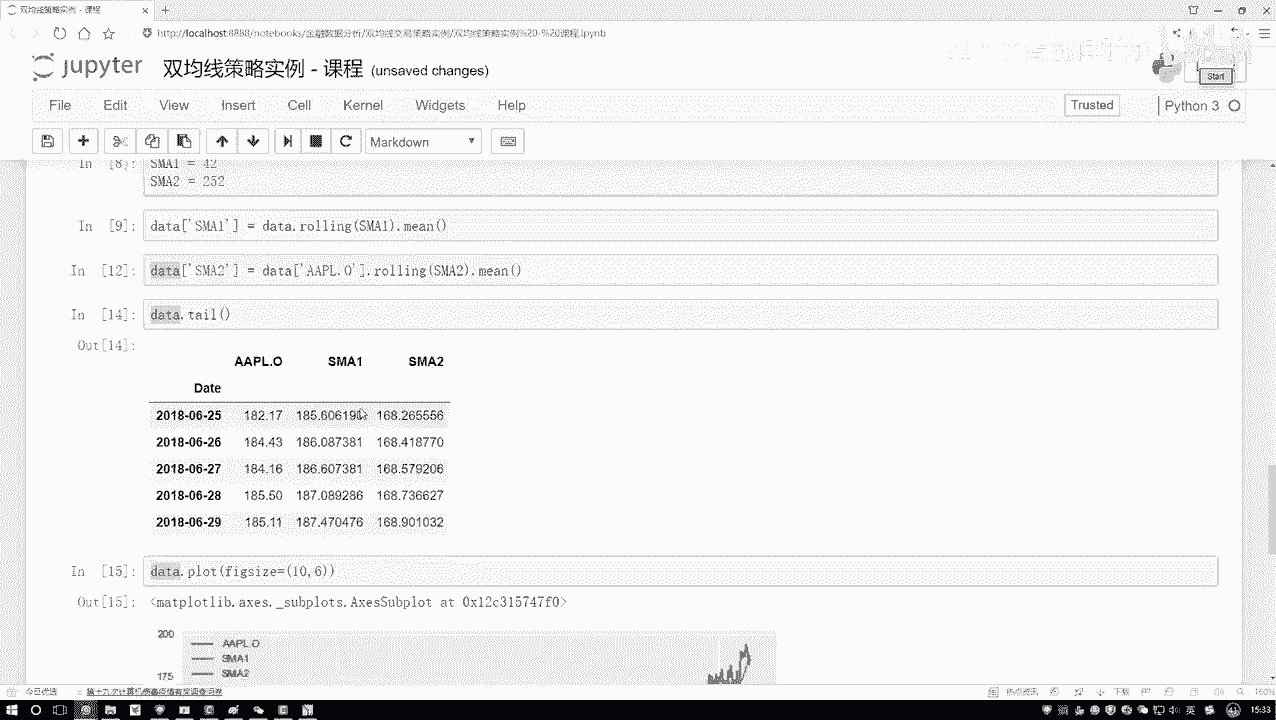 双均线策略实例 - 课程
http://localhost:8888/notebooks/金融数据分析/双均线交易策略实例/双均线策略实例%20-%20课程.ipynb
jupyter 双均线策略实例 - 课程 (unsaved changes)
Start
File Edit View Insert Cell Kernel Widgets Help Trusted Python 3
Markdown
In [8]: SMA1 = 42
SMA2 = 252
In [9]: data['SMA1'] = data.rolling(SMA1).mean()
In [12]: data['SMA2'] = data['AAPL.O'].rolling(SMA2).mean()
In [14]: data.tail()
Out[14]:
AAPL.O SMA1 SMA2
Date
2018-06-25 182.17 185.606190 168.265556
2018-06-26 184.43 186.087381 168.418770
2018-06-27 184.16 186.607381 168.579206
2018-06-28 185.50 187.089286 168.736627
2018-06-29 185.11 187.470476 168.901032
In [15]: data.plot(figsize=(10,6))
Out[15]: <matplotlib.axes._subplots.AxesSubplot at 0x12c315747f0>
200
AAPL.O
SMA1
175 SMA2
今日优选
热点资讯 下载 160%
英 15:33